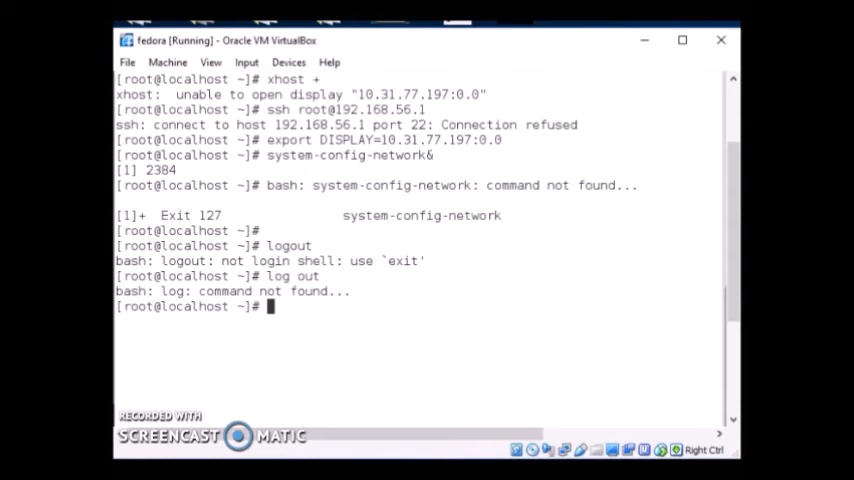 fedora [Running] - Oracle VM VirtualBox
File Machine View Input Devices Help
[root@localhost ~]# xhost +
xhost:  unable to open display "10.31.77.197:0.0"
[root@localhost ~]# ssh root@192.168.56.1
ssh: connect to host 192.168.56.1 port 22: Connection refused
[root@localhost ~]# export DISPLAY=10.31.77.197:0.0
[root@localhost ~]# system-config-network&
[1] 2384
[root@localhost ~]# bash: system-config-network: command not found...
[1]+  Exit 127                system-config-network
[root@localhost ~]#
[root@localhost ~]# logout
bash: logout: not login shell: use `exit'
[root@localhost ~]# log out
bash: log: command not found...
[root@localhost ~]#
RECORDED WITH
SCREENCAST MATIC
Right Ctrl